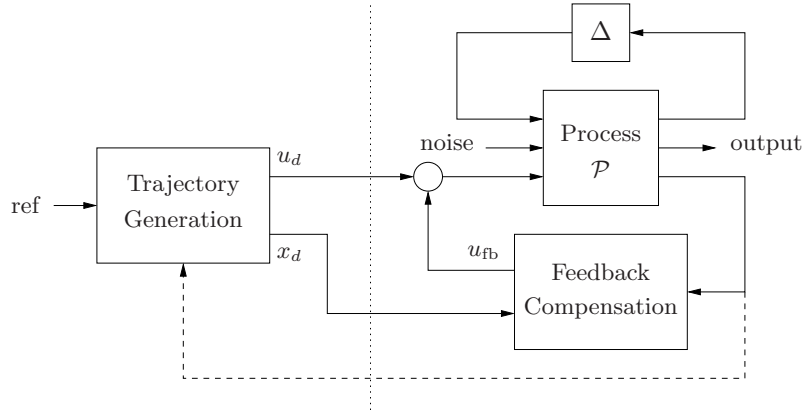 Δ
noise
Process
P
output
ref
Trajectory
Generation
u_d
x_d
u_fb
Feedback
Compensation